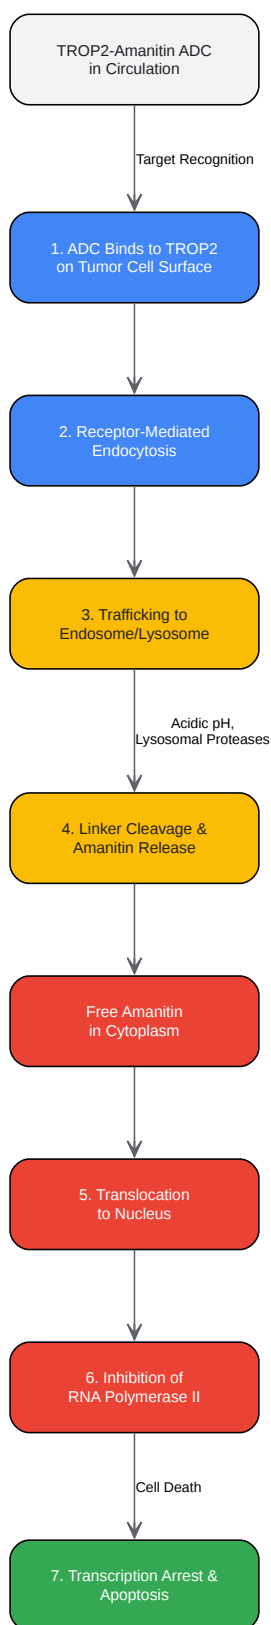 TROP2-Amanitin ADC
in Circulation
Target Recognition
1. ADC Binds to TROP2
on Tumor Cell Surface
2. Receptor-Mediated
Endocytosis
3. Trafficking to
Endosome/Lysosome
Acidic pH,
Lysosomal Proteases
4. Linker Cleavage &
Amanitin Release
Free Amanitin
in Cytoplasm
5. Translocation
to Nucleus
6. Inhibition of
RNA Polymerase II
Cell Death
7. Transcription Arrest &
Apoptosis